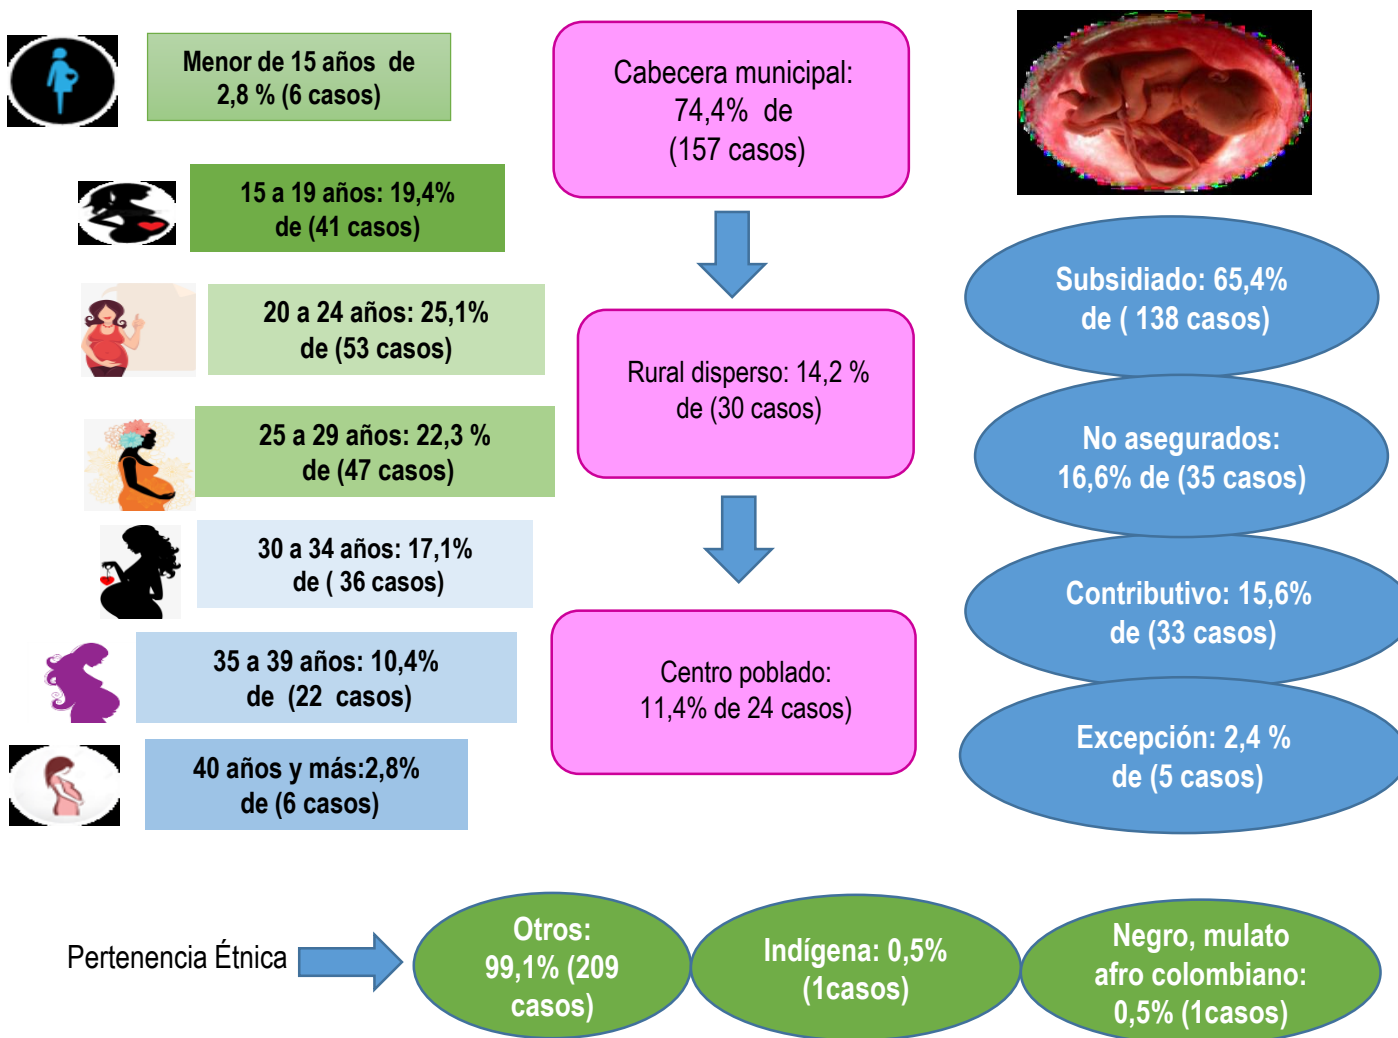 Menor de 15 años de
2,8 % (6 casos)
15 a 19 años: 19,4%
de (41 casos)
20 a 24 años: 25,1%
de (53 casos)
25 a 29 años: 22,3 %
de (47 casos)
30 a 34 años: 17,1%
de ( 36 casos)
35 a 39 años: 10,4%
de (22 casos)
40 años y más:2,8%
de (6 casos)
Cabecera municipal:
74,4% de
(157 casos)
Rural disperso: 14,2 %
de (30 casos)
Centro poblado:
11,4% de 24 casos)
Subsidiado: 65,4%
de ( 138 casos)
No asegurados:
16,6% de (35 casos)
Contributivo: 15,6%
de (33 casos)
Excepción: 2,4 %
de (5 casos)
Pertenencia Étnica
Otros:
99,1% (209
casos)
Indígena: 0,5%
(1casos)
Negro, mulato
afro colombiano:
0,5% (1casos)